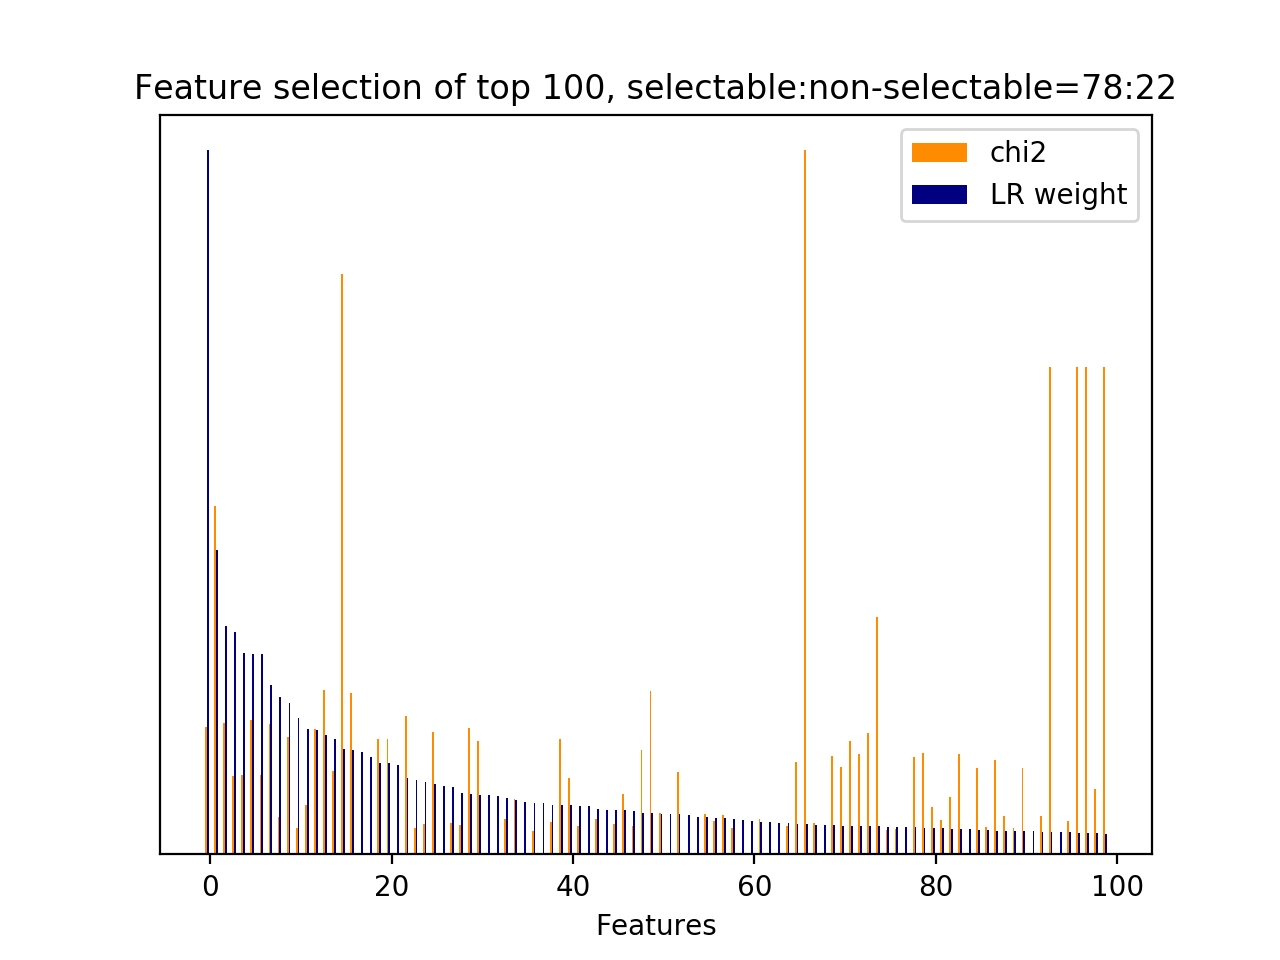 Feature selection of top 100, selectable:non-selectable=78:22
chi2
LR weight
0 20 40 60 80 100
Features